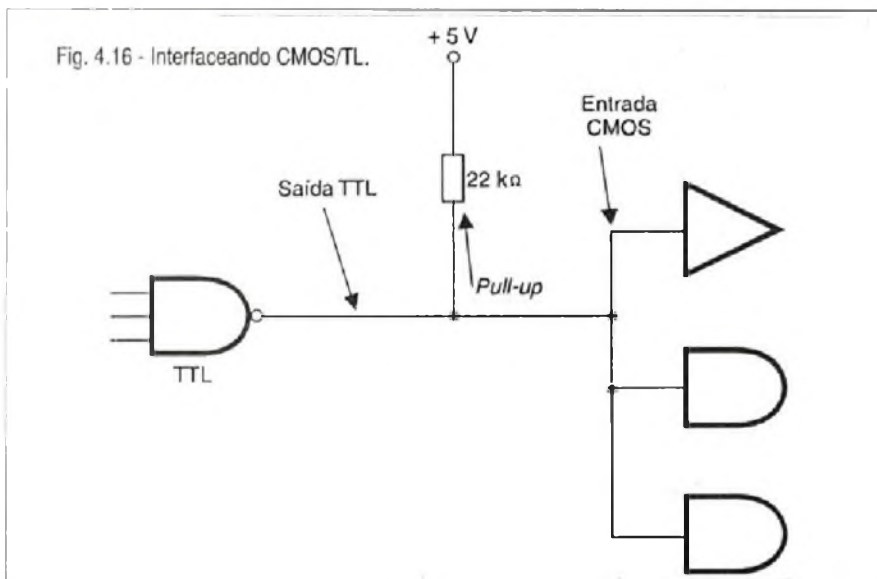 Fig. 4.16 - Interfaceando CMOS/TL.
+ 5 V
Entrada
CMOS
22 kΩ
Saída TTL
Pull-up
TTL